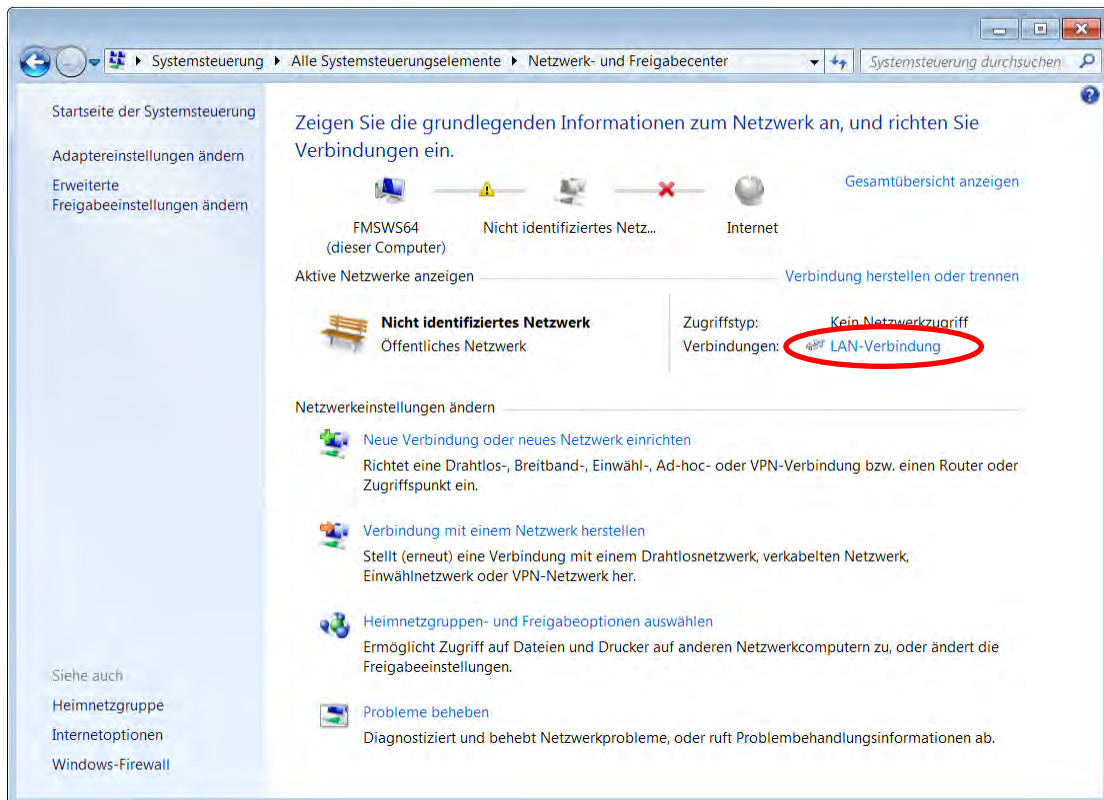 Systemsteuerung Alle Systemsteuerungselemente Netzwerk- und Freigabecenter
Systemsteuerung durchsuchen
Startseite der Systemsteuerung
Adaptereinstellungen ändern
Erweiterte
Freigabeeinstellungen ändern
Siehe auch
Heimnetzgruppe
Internetoptionen
Windows-Firewall
Zeigen Sie die grundlegenden Informationen zum Netzwerk an, und richten Sie
Verbindungen ein.
Gesamtübersicht anzeigen
FMSWS64
(dieser Computer)
Nicht identifiziertes Netz...
Internet
Aktive Netzwerke anzeigen
Verbindung herstellen oder trennen
Nicht identifiziertes Netzwerk
Öffentliches Netzwerk
Zugriffstyp: Kein Netzwerkzugriff
Verbindungen: LAN-Verbindung
Netzwerkeinstellungen ändern
Neue Verbindung oder neues Netzwerk einrichten
Richtet eine Drahtlos-, Breitband-, Einwähl-, Ad-hoc- oder VPN-Verbindung bzw. einen Router oder
Zugriffspunkt ein.
Verbindung mit einem Netzwerk herstellen
Stellt (erneut) eine Verbindung mit einem Drahtlosnetzwerk, verkabelten Netzwerk,
Einwählnetzwerk oder VPN-Netzwerk her.
Heimnetzgruppen- und Freigabeoptionen auswählen
Ermöglicht Zugriff auf Dateien und Drucker auf anderen Netzwerkcomputern zu, oder ändert die
Freigabeeinstellungen.
Probleme beheben
Diagnostiziert und behebt Netzwerkprobleme, oder ruft Problembehandlungsinformationen ab.